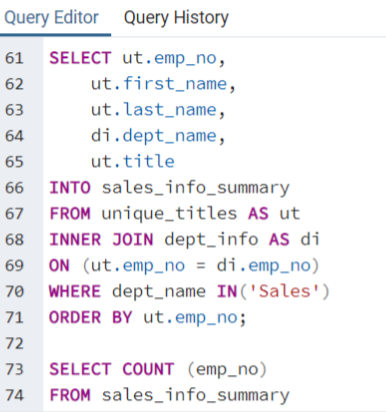 Query Editor Query History
61 SELECT ut.emp_no,
62 ut.first_name,
63 ut.last_name,
64 di.dept_name,
65 ut.title
66 INTO sales_info_summary
67 FROM unique_titles AS ut
68 INNER JOIN dept_info AS di
69 ON (ut.emp_no = di.emp_no)
70 WHERE dept_name IN('Sales')
71 ORDER BY ut.emp_no;
72
73 SELECT COUNT (emp_no)
74 FROM sales_info_summary